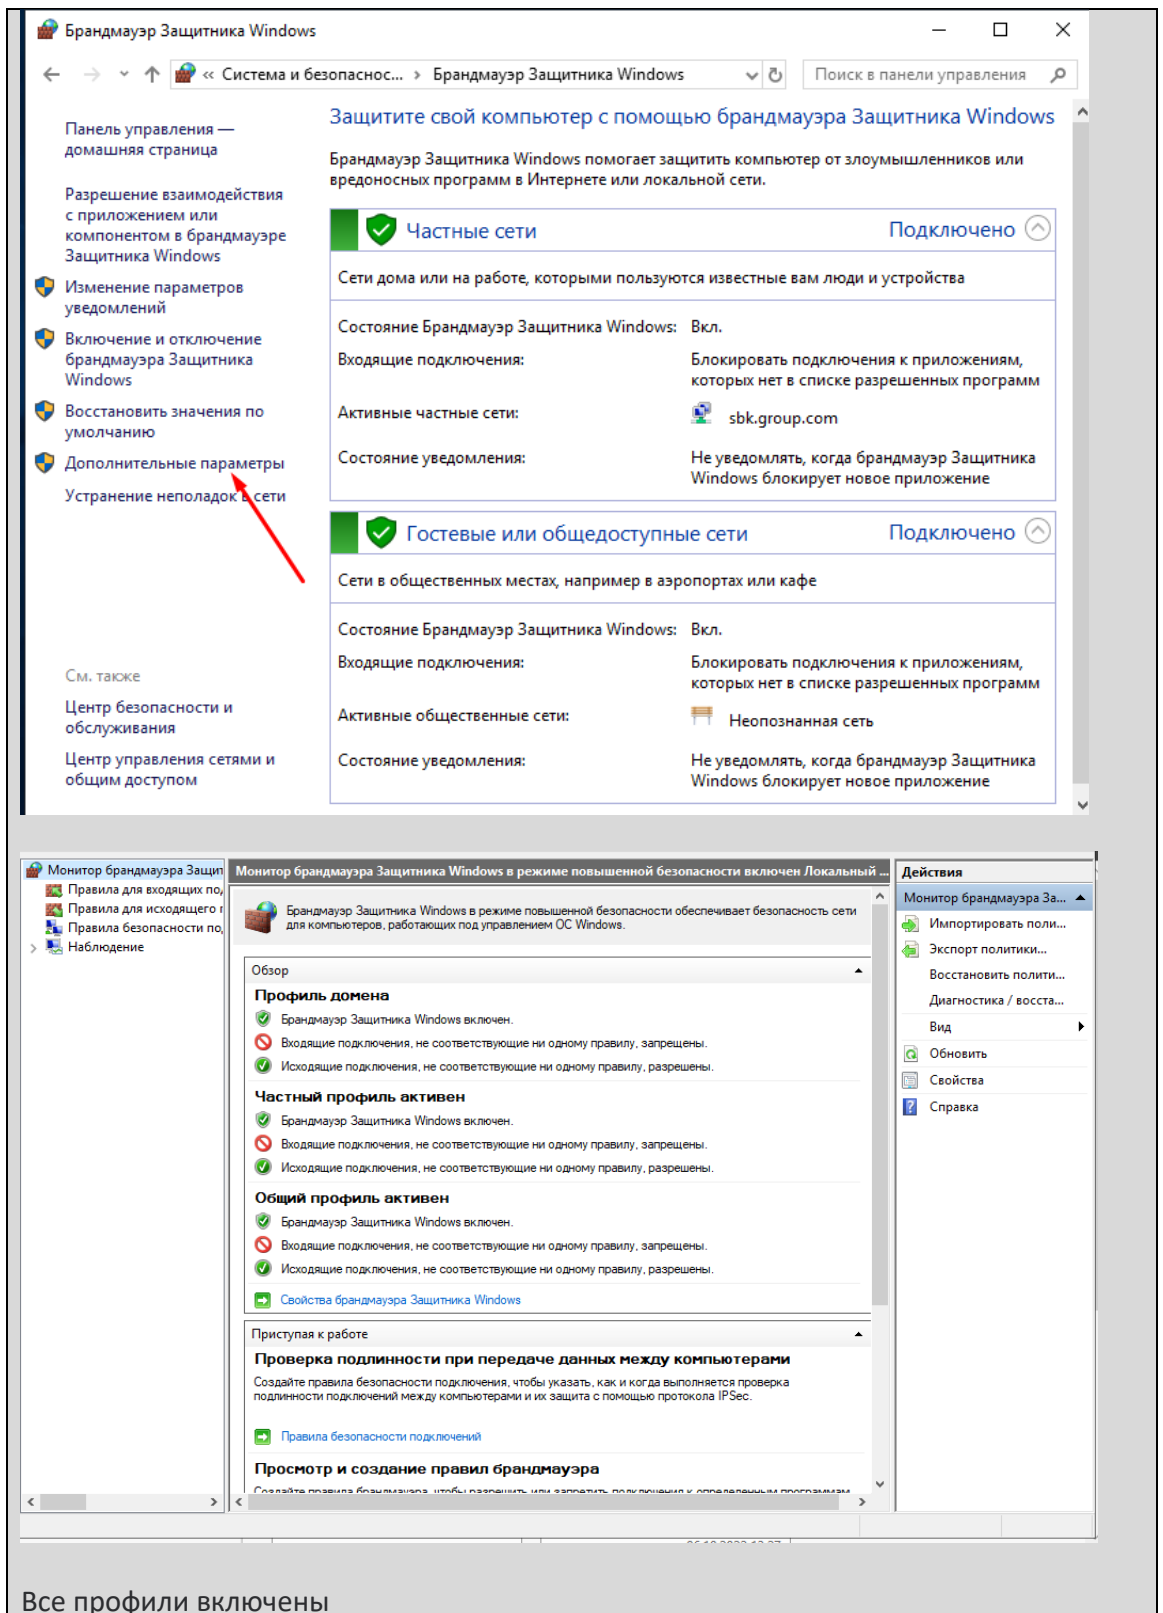 Брандмауэр Защитника Windows
« Система и безопаснос... › Брандмауэр Защитника Windows
Поиск в панели управления
Панель управления —
домашняя страница
Разрешение взаимодействия
с приложением или
компонентом в брандмауэре
Защитника Windows
Изменение параметров
уведомлений
Включение и отключение
брандмауэра Защитника
Windows
Восстановить значения по
умолчанию
Дополнительные параметры
Устранение неполадок в сети
См. также
Центр безопасности и
обслуживания
Центр управления сетями и
общим доступом
Защитите свой компьютер с помощью брандмауэра Защитника Windows
Брандмауэр Защитника Windows помогает защитить компьютер от злоумышленников или
вредоносных программ в Интернете или локальной сети.
Частные сети Подключено
Сети дома или на работе, которыми пользуются известные вам люди и устройства
Состояние Брандмауэр Защитника Windows: Вкл.
Входящие подключения: Блокировать подключения к приложениям,
которых нет в списке разрешенных программ
Активные частные сети: sbk.group.com
Состояние уведомления: Не уведомлять, когда брандмауэр Защитника
Windows блокирует новое приложение
Гостевые или общедоступные сети Подключено
Сети в общественных местах, например в аэропортах или кафе
Состояние Брандмауэр Защитника Windows: Вкл.
Входящие подключения: Блокировать подключения к приложениям,
которых нет в списке разрешенных программ
Активные общественные сети: Неопознанная сеть
Состояние уведомления: Не уведомлять, когда брандмауэр Защитника
Windows блокирует новое приложение
Монитор брандмауэра Защит
Правила для входящих по
Правила для исходящего
Правила безопасности по
Наблюдение
Монитор брандмауэра Защитника Windows в режиме повышенной безопасности включен Локальный ...
Брандмауэр Защитника Windows в режиме повышенной безопасности обеспечивает безопасность сети
для компьютеров, работающих под управлением ОС Windows.
Обзор
Профиль домена
Брандмауэр Защитника Windows включен.
Входящие подключения, не соответствующие ни одному правилу, запрещены.
Исходящие подключения, не соответствующие ни одному правилу, разрешены.
Частный профиль активен
Брандмауэр Защитника Windows включен.
Входящие подключения, не соответствующие ни одному правилу, запрещены.
Исходящие подключения, не соответствующие ни одному правилу, разрешены.
Общий профиль активен
Брандмауэр Защитника Windows включен.
Входящие подключения, не соответствующие ни одному правилу, запрещены.
Исходящие подключения, не соответствующие ни одному правилу, разрешены.
Свойства брандмауэра Защитника Windows
Приступая к работе
Проверка подлинности при передаче данных между компьютерами
Создайте правила безопасности подключения, чтобы указать, как и когда выполняется проверка
подлинности подключений между компьютерами и их защита с помощью протокола IPSec.
Правила безопасности подключений
Просмотр и создание правил брандмауэра
Создайте правила брандмауэра, чтобы разрешить или запретить подключения к определенным программам
Действия
Монитор брандмауэра За...
Импортировать поли...
Экспорт политики...
Восстановить полити...
Диагностика / восста...
Вид
Обновить
Свойства
Справка
Все профили включены